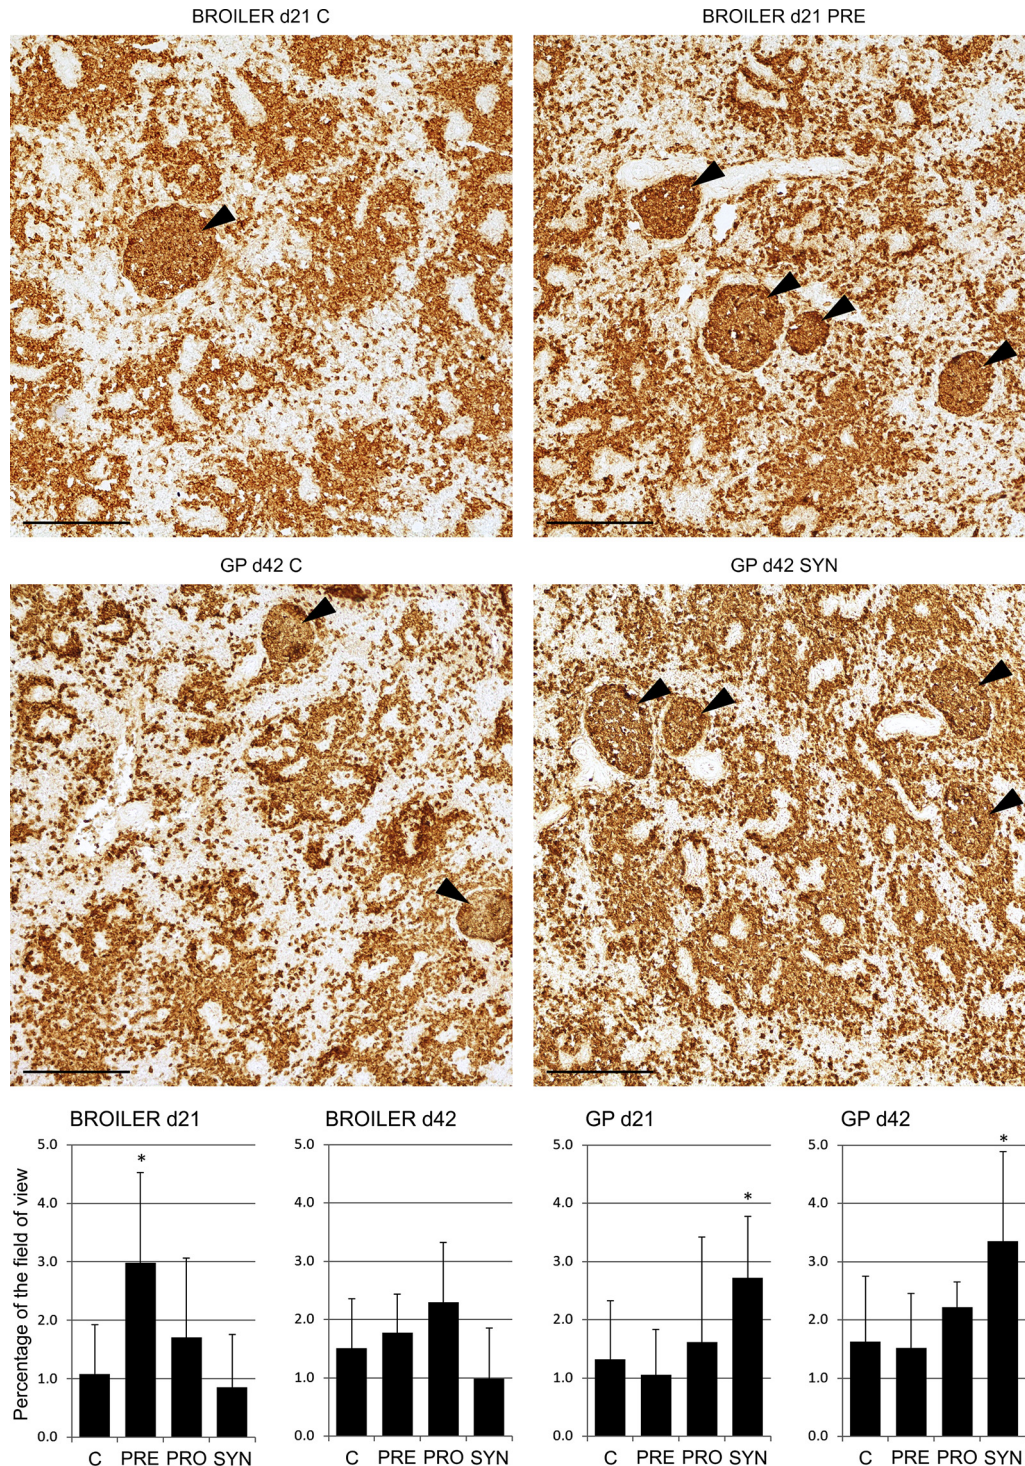 BROILER d21 C
BROILER d21 PRE
GP d42 C
GP d42 SYN
BROILER d21
BROILER d42
GP d21
GP d42
Percentage of the field of view
5.0
4.0
3.0
2.0
1.0
0.0
*
C PRE PRO SYN
5.0
4.0
3.0
2.0
1.0
0.0
C PRE PRO SYN
5.0
4.0
3.0
2.0
1.0
0.0
*
C PRE PRO SYN
5.0
4.0
3.0
2.0
1.0
0.0
*
C PRE PRO SYN